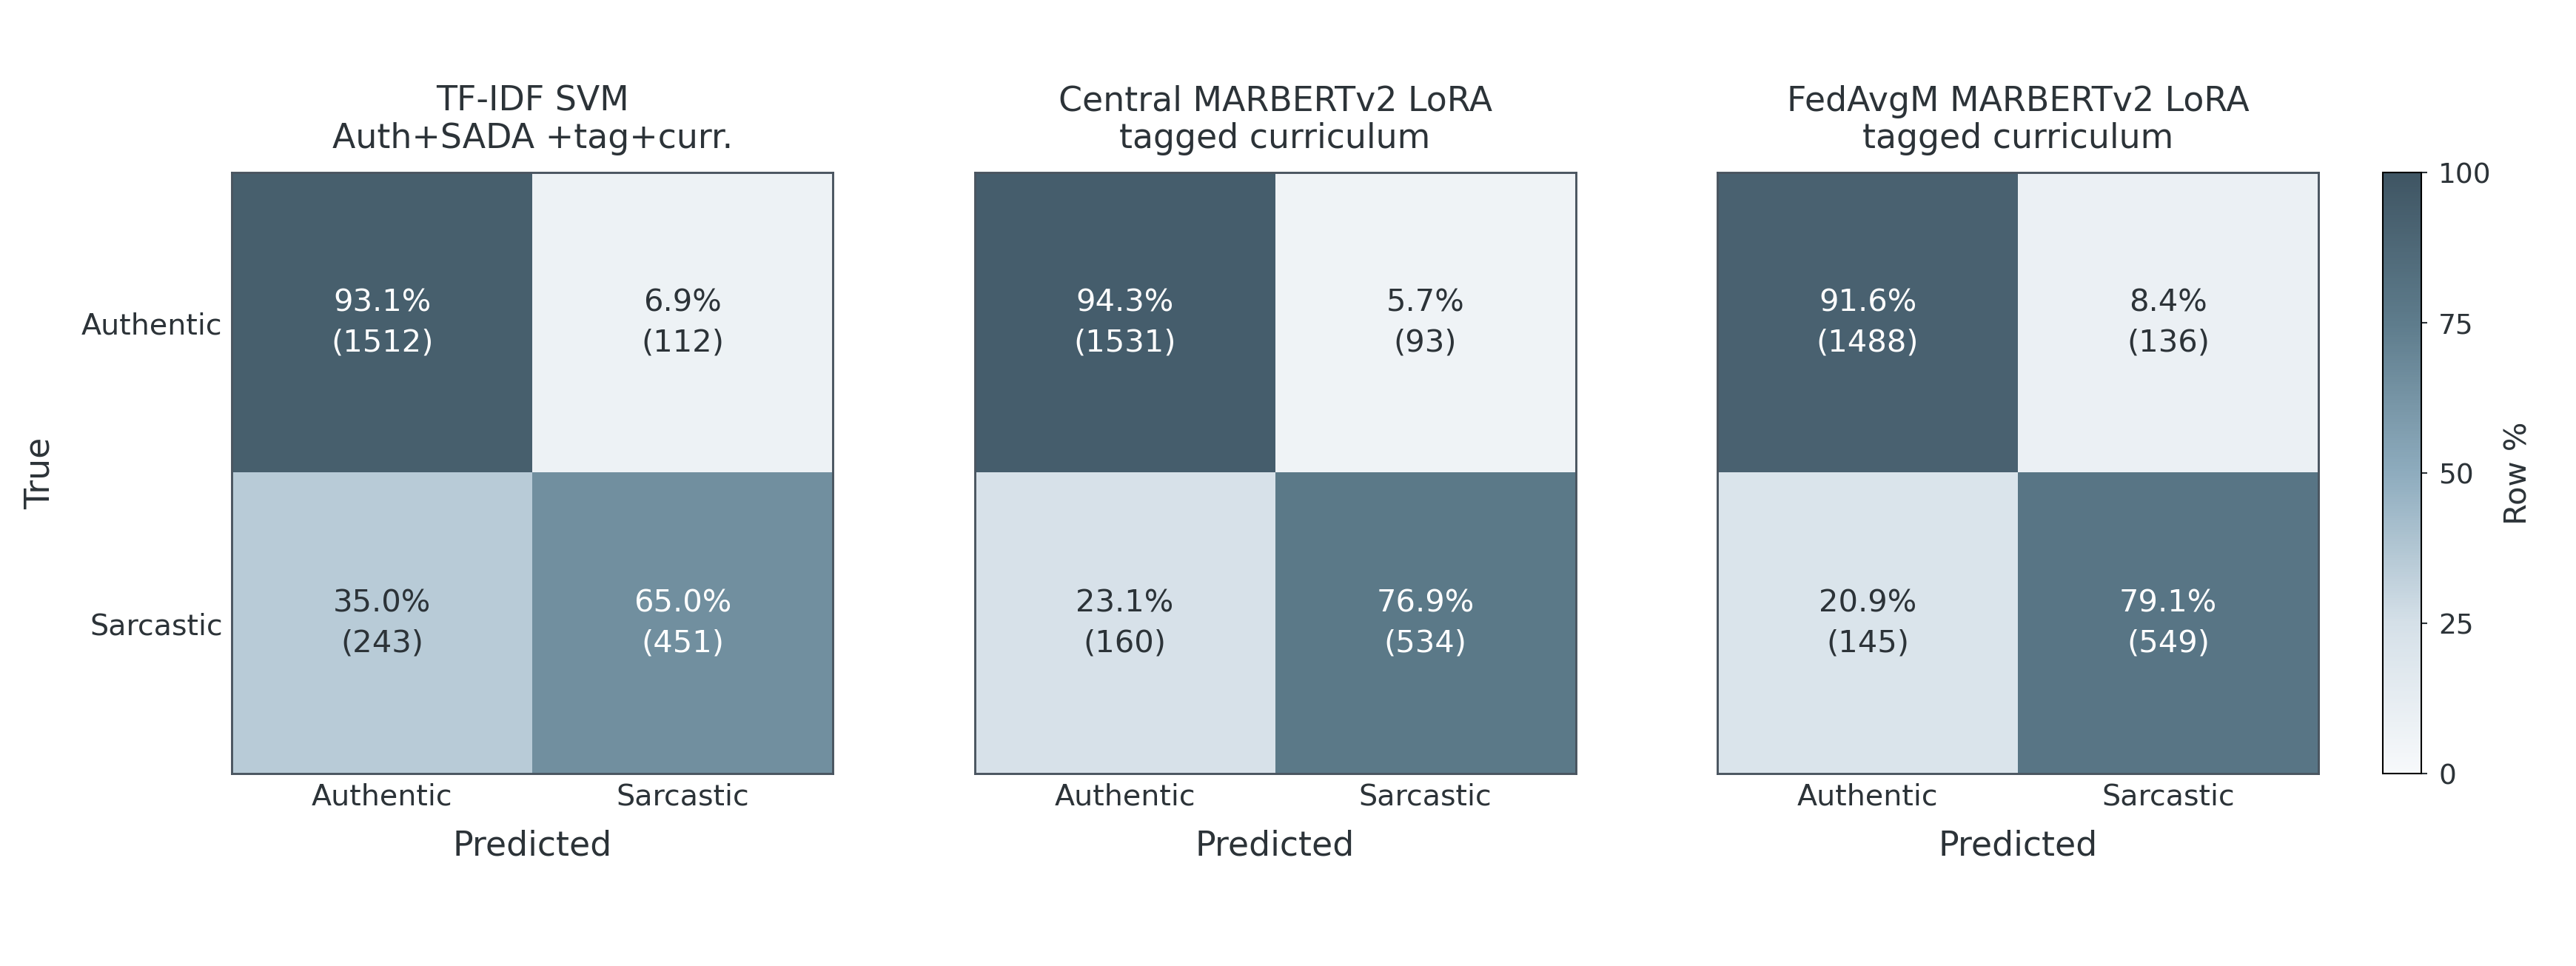 TF-IDF SVM
Auth+SADA +tag+curr.
Central MARBERTv2 LoRA
tagged curriculum
FedAvgM MARBERTv2 LoRA
tagged curriculum
True
Authentic
Sarcastic
93.1%
(1512)
6.9%
(112)
35.0%
(243)
65.0%
(451)
Authentic
Sarcastic
Predicted
94.3%
(1531)
5.7%
(93)
23.1%
(160)
76.9%
(534)
Authentic
Sarcastic
Predicted
91.6%
(1488)
8.4%
(136)
20.9%
(145)
79.1%
(549)
Authentic
Sarcastic
Predicted
100
75
50
25
0
Row %